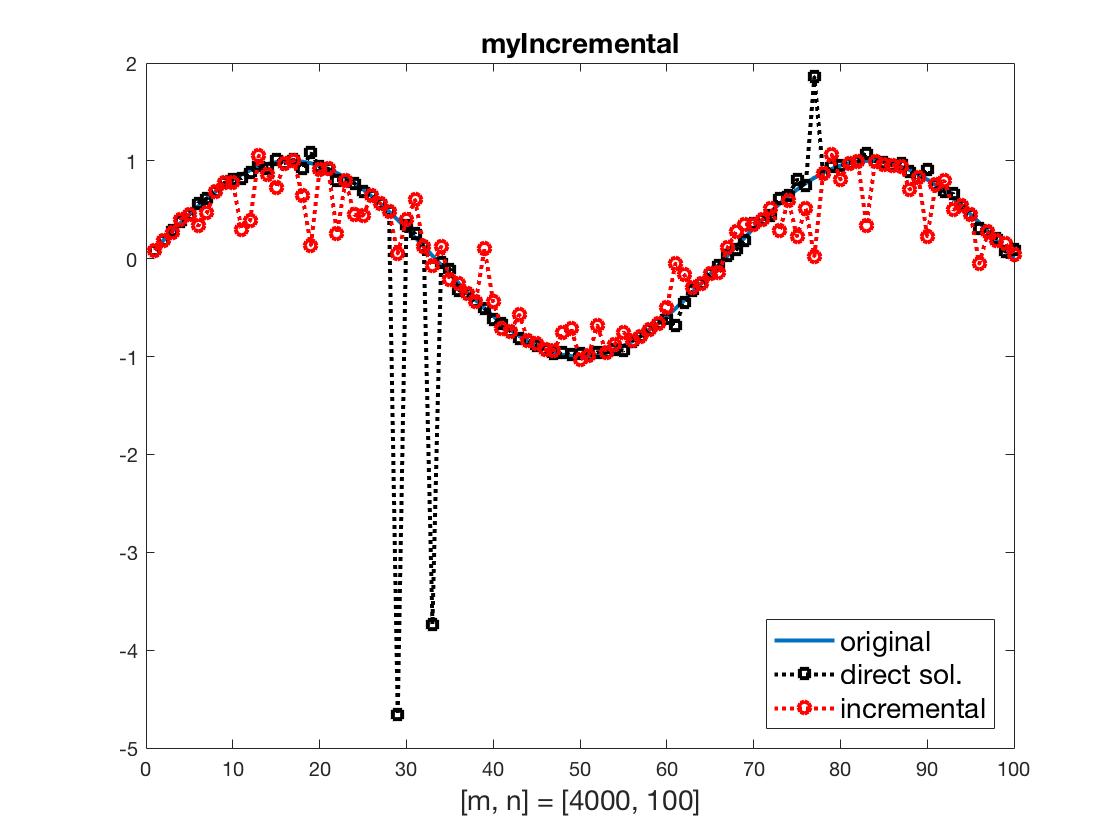 myIncremental
2
1
0
-1
-2
-3
-4
-5
original
direct sol.
incremental
0 10 20 30 40 50 60 70 80 90 100
[m, n] = [4000, 100]